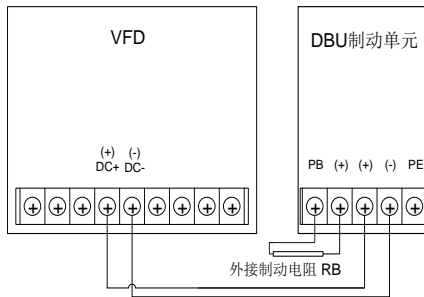 VFD
(+) (-)
DC+ DC-
DBU制动单元
PB (+) (+) (-) PE
外接制动电阻 RB